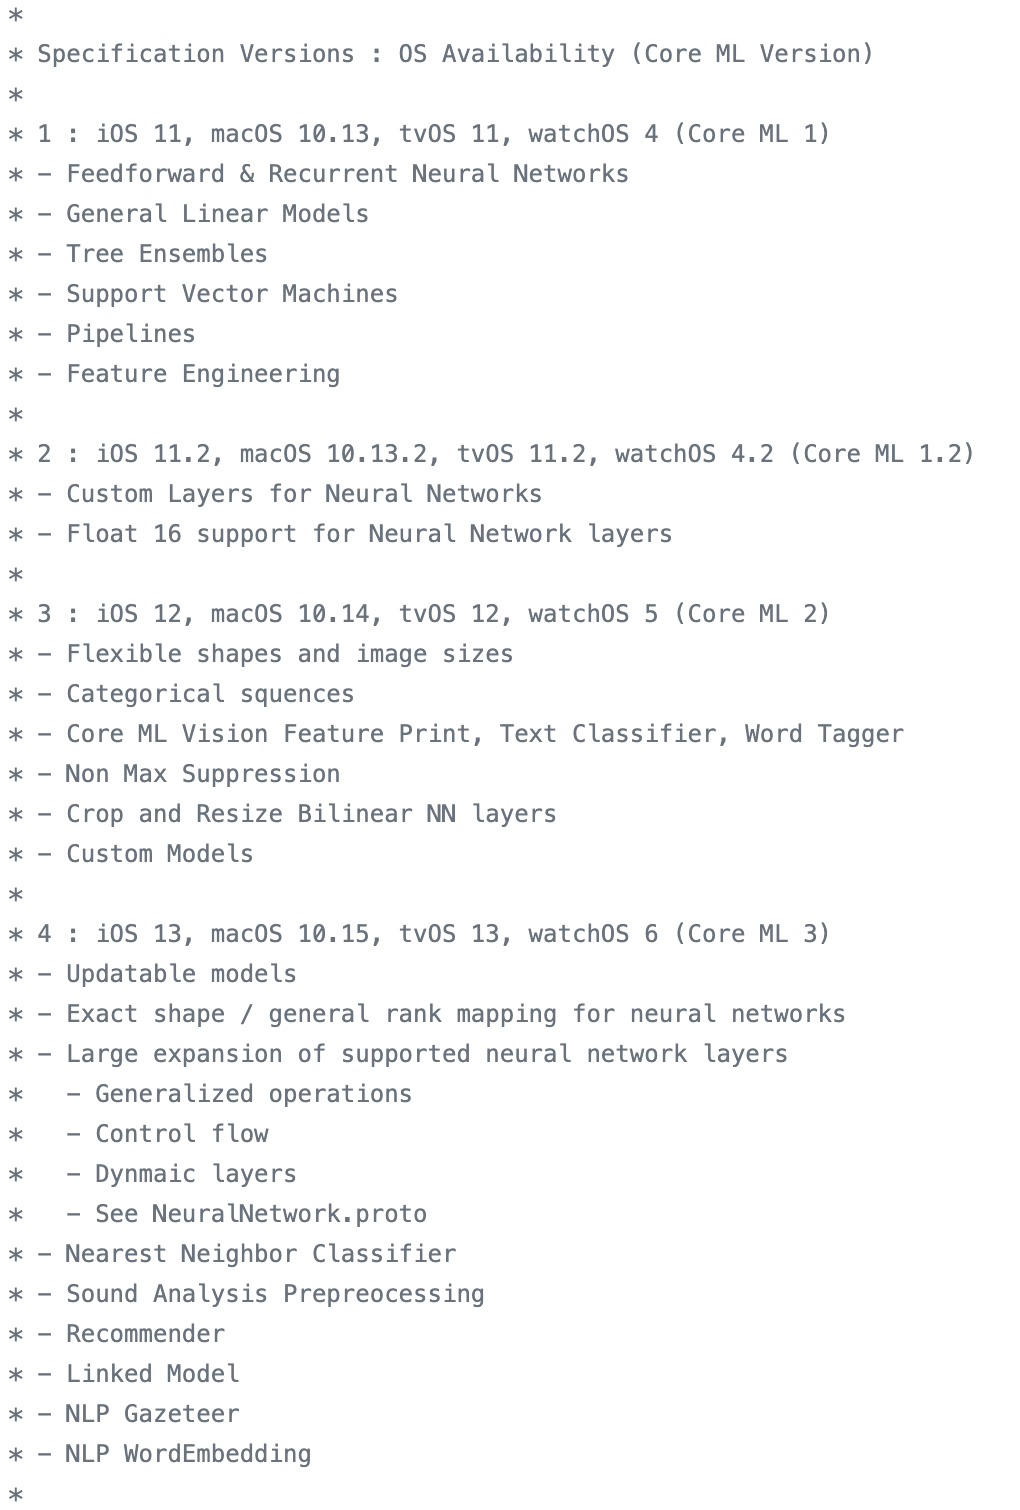 *
* Specification Versions : OS Availability (Core ML Version)
*
* 1 : iOS 11, macOS 10.13, tvOS 11, watchOS 4 (Core ML 1)
* - Feedforward & Recurrent Neural Networks
* - General Linear Models
* - Tree Ensembles
* - Support Vector Machines
* - Pipelines
* - Feature Engineering
*
* 2 : iOS 11.2, macOS 10.13.2, tvOS 11.2, watchOS 4.2 (Core ML 1.2)
* - Custom Layers for Neural Networks
* - Float 16 support for Neural Network layers
*
* 3 : iOS 12, macOS 10.14, tvOS 12, watchOS 5 (Core ML 2)
* - Flexible shapes and image sizes
* - Categorical squences
* - Core ML Vision Feature Print, Text Classifier, Word Tagger
* - Non Max Suppression
* - Crop and Resize Bilinear NN layers
* - Custom Models
*
* 4 : iOS 13, macOS 10.15, tvOS 13, watchOS 6 (Core ML 3)
* - Updatable models
* - Exact shape / general rank mapping for neural networks
* - Large expansion of supported neural network layers
*   - Generalized operations
*   - Control flow
*   - Dynmaic layers
*   - See NeuralNetwork.proto
* - Nearest Neighbor Classifier
* - Sound Analysis Prepreocessing
* - Recommender
* - Linked Model
* - NLP Gazeteer
* - NLP WordEmbedding
*